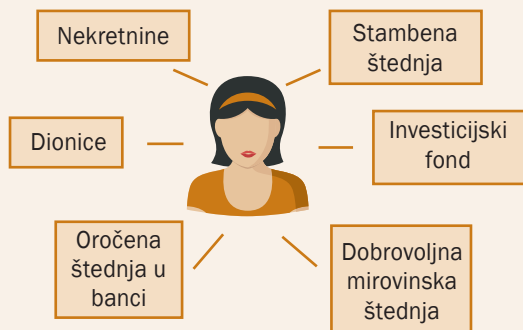 Nekretnine
Stambena
štednja
Dionice
Investicijski
fond
Oročena
štednja u
banci
Dobrovoljna
mirovinska
štednja